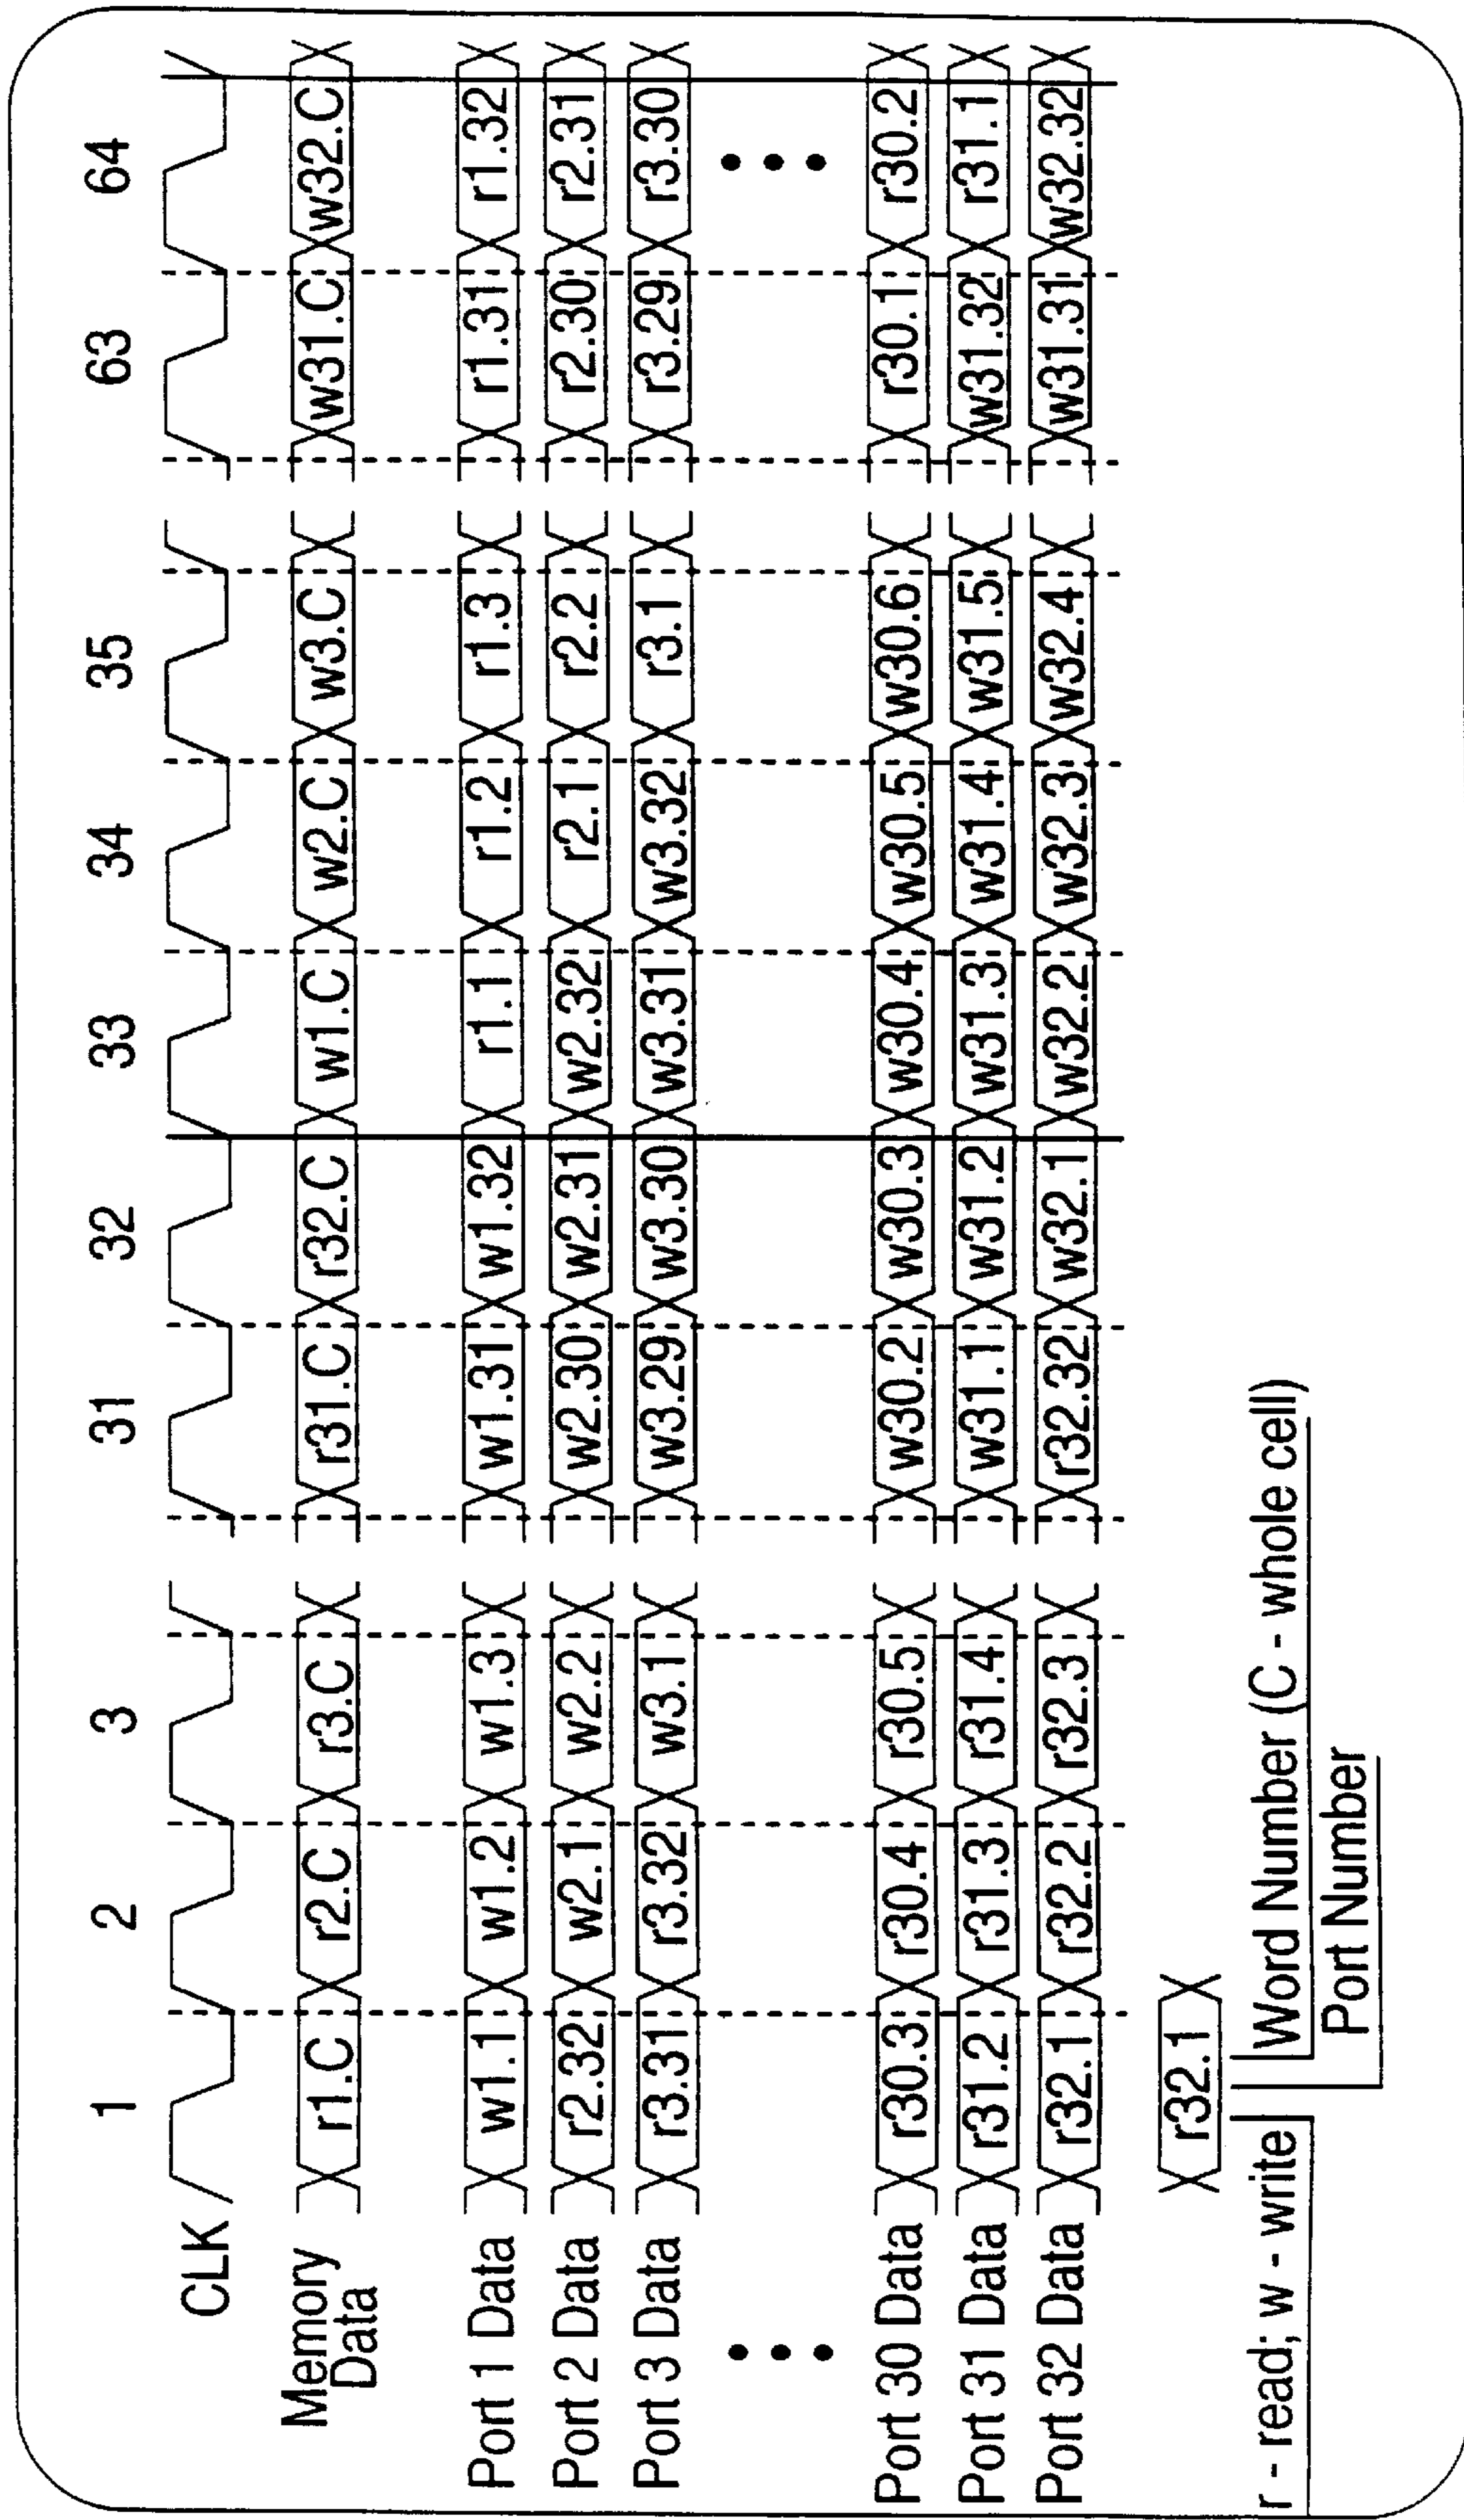 1 2 3 31 32 33 34 35 63 64
CLK
Memory Data r1.C r2.C r3.C r31.C r32.C w1.C w2.C w3.C w31.C w32.C
Port 1 Data w1.1 w1.2 w1.3 w1.31 w1.32 r1.1 r1.2 r1.3 r1.31 r1.32
Port 2 Data r2.32 w2.1 w2.2 w2.30 w2.31 w2.32 r2.1 r2.2 r2.30 r2.31
Port 3 Data r3.31 r3.32 w3.1 w3.29 w3.30 w3.31 w3.32 r3.1 r3.29 r3.30
Port 30 Data r30.3 r30.4 r30.5 w30.2 w30.3 w30.4 w30.5 w30.6 r30.1 r30.2
Port 31 Data r31.2 r31.3 r31.4 w31.1 w31.2 w31.3 w31.4 w31.5 w31.32 r31.1
Port 32 Data r32.1 r32.2 r32.3 r32.32 w32.1 w32.2 w32.3 w32.4 w31.31 w32.32
r32.1
r - read; w - write Word Number (C - whole cell)
Port Number